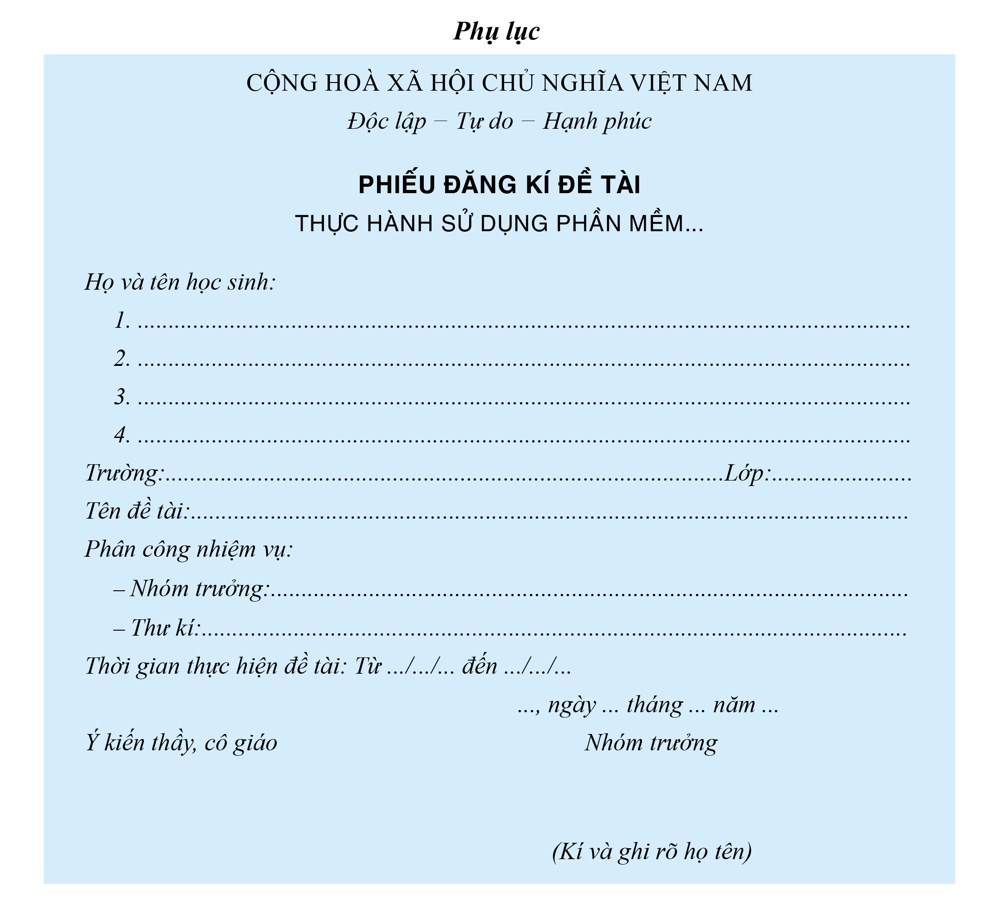 Phụ lục
CỘNG HOÀ XÃ HỘI CHỦ NGHĨA VIỆT NAM
Độc lập – Tự do – Hạnh phúc
PHIẾU ĐĂNG KÍ ĐỀ TÀI
THỰC HÀNH SỬ DỤNG PHẦN MỀM...
Họ và tên học sinh:
1. ..............................................................................................................................
2. ..............................................................................................................................
3. ..............................................................................................................................
4. ..............................................................................................................................
Trường:...........................................................................................Lớp:.......................
Tên đề tài:.....................................................................................................................
Phân công nhiệm vụ:
– Nhóm trưởng:........................................................................................................
– Thư kí:...................................................................................................................
Thời gian thực hiện đề tài: Từ .../.../... đến .../.../...
..., ngày ... tháng ... năm ...
Ý kiến thầy, cô giáo Nhóm trưởng
(Kí và ghi rõ họ tên)